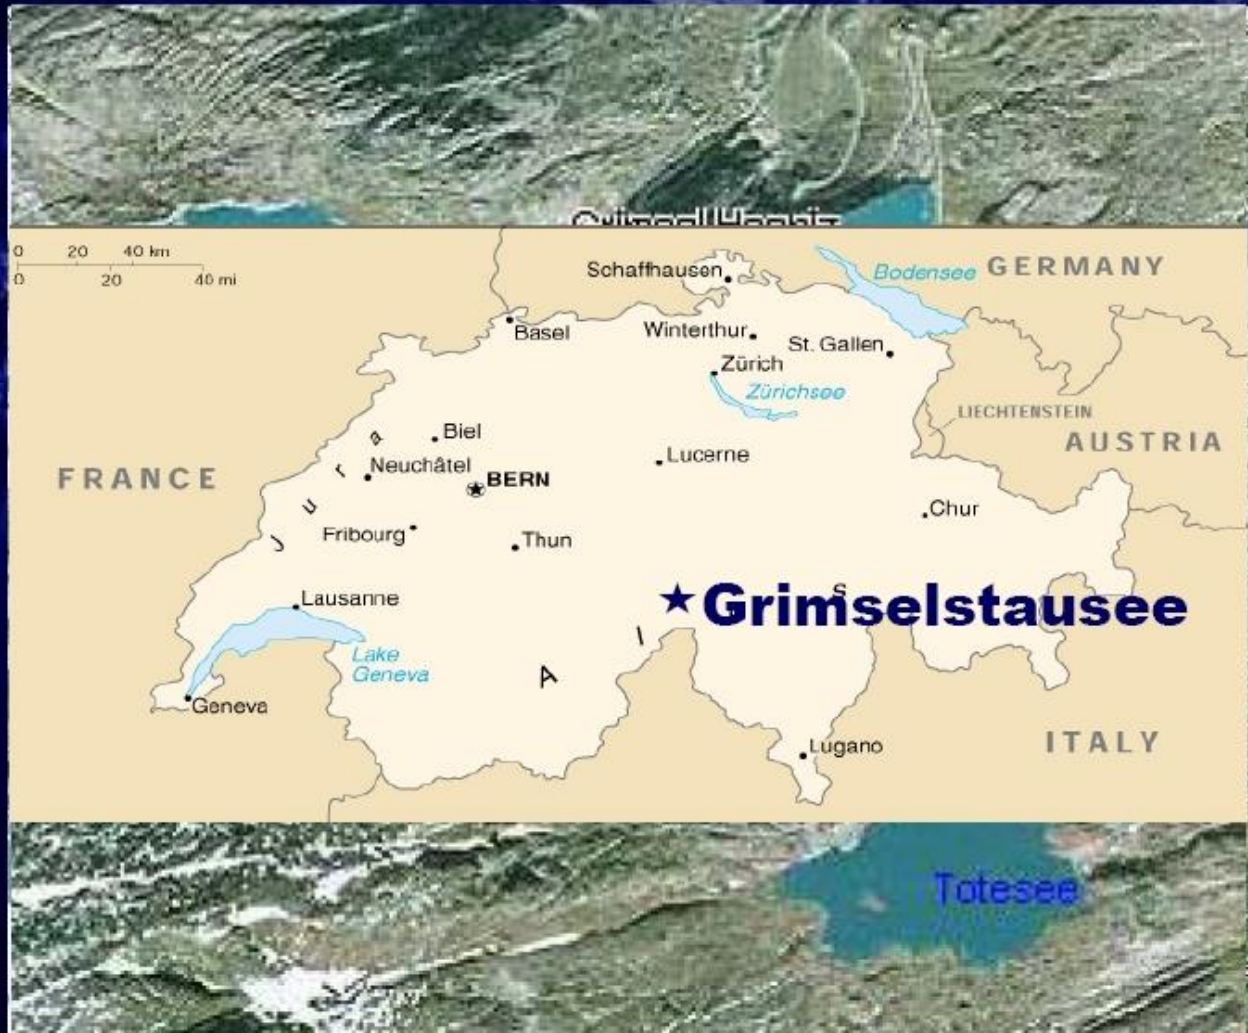 0 20 40 km
0 20 40 mi
Schaffhausen
Bodensee
GERMANY
Basel
Winterthur
St. Gallen
Zürich
Zürichsee
LIECHTENSTEIN
AUSTRIA
Biel
Jura
Neuchâtel
BERN
Lucerne
FRANCE
Fribourg
Thun
Chur
Lausanne
Grimselstausee
Lake
Geneva
A l S
Geneva
Lugano
ITALY
Totesee